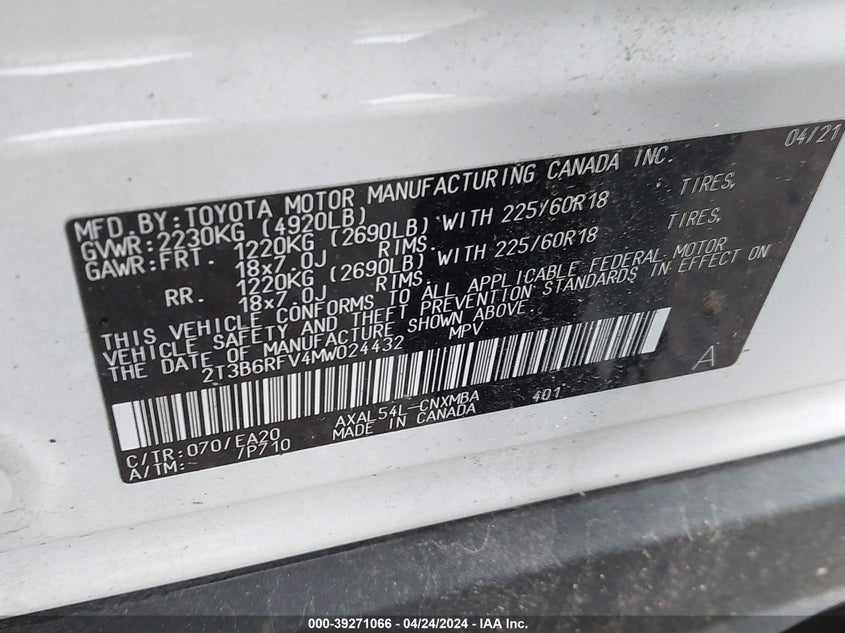 04/21
MFD.BY:TOYOTA MOTOR MANUFACTURING CANADA INC.
GVWR:2230KG (4920LB)
GAWR:FRT. 1220KG (2690LB) WITH 225/60R18 TIRES,
18x7.0J RIMS.
RR. 1220KG (2690LB) WITH 225/60R18 TIRES,
18x7.0J RIMS.
THIS VEHICLE CONFORMS TO ALL APPLICABLE FEDERAL MOTOR
VEHICLE SAFETY AND THEFT PREVENTION STANDARDS IN EFFECT ON
THE DATE OF MANUFACTURE SHOWN ABOVE.
2T3B6RFV4MW024432 MPV
A
C/TR:070/EA20 AXAL54L-CNXMBA 401
A/TM:- 7P710 MADE IN CANADA
000-39271066 / 04/24/2024 - IAA Inc.